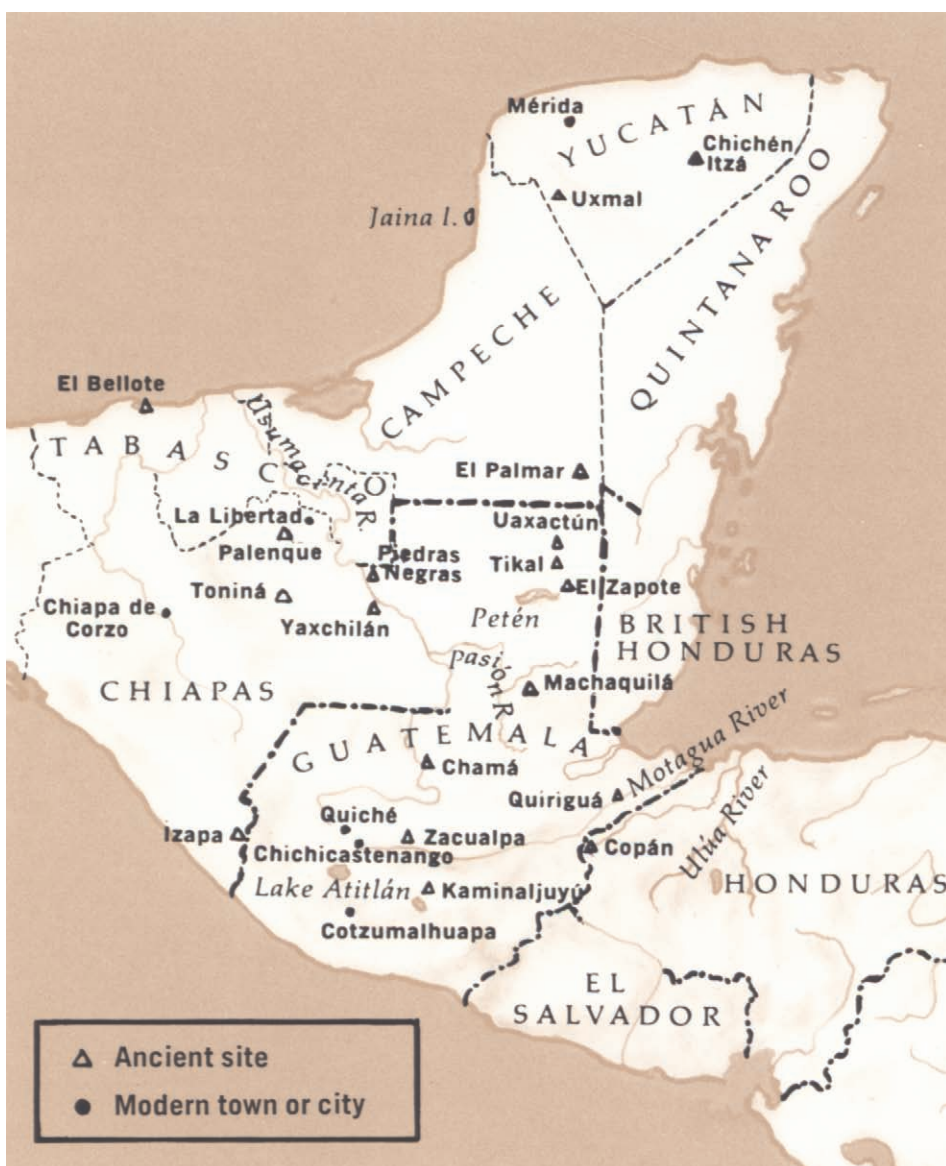 Mérida
YUCATÁN
Chichén
Itzá
Uxmal
Jaina I.
QUINTANA ROO
CAMPECHE
El Bellote
TABASCO
Usumacinta R.
El Palmar
La Libertad
Uaxactún
Palenque
Piedras
Negras
Tikal
El Zapote
Toniná
Chiapa de
Corzo
Yaxchilán
Petén
BRITISH
HONDURAS
Pasión R.
CHIAPAS
Machaquilá
GUATEMALA
Motagua River
Chamá
Quiriguá
Ulúa River
Quiché
Izapa
Zacualpa
Chichicastenango
Copán
Lake Atitlán
Kaminaljuyú
HONDURAS
Cotzumalhuapa
EL
SALVADOR
Ancient site
Modern town or city